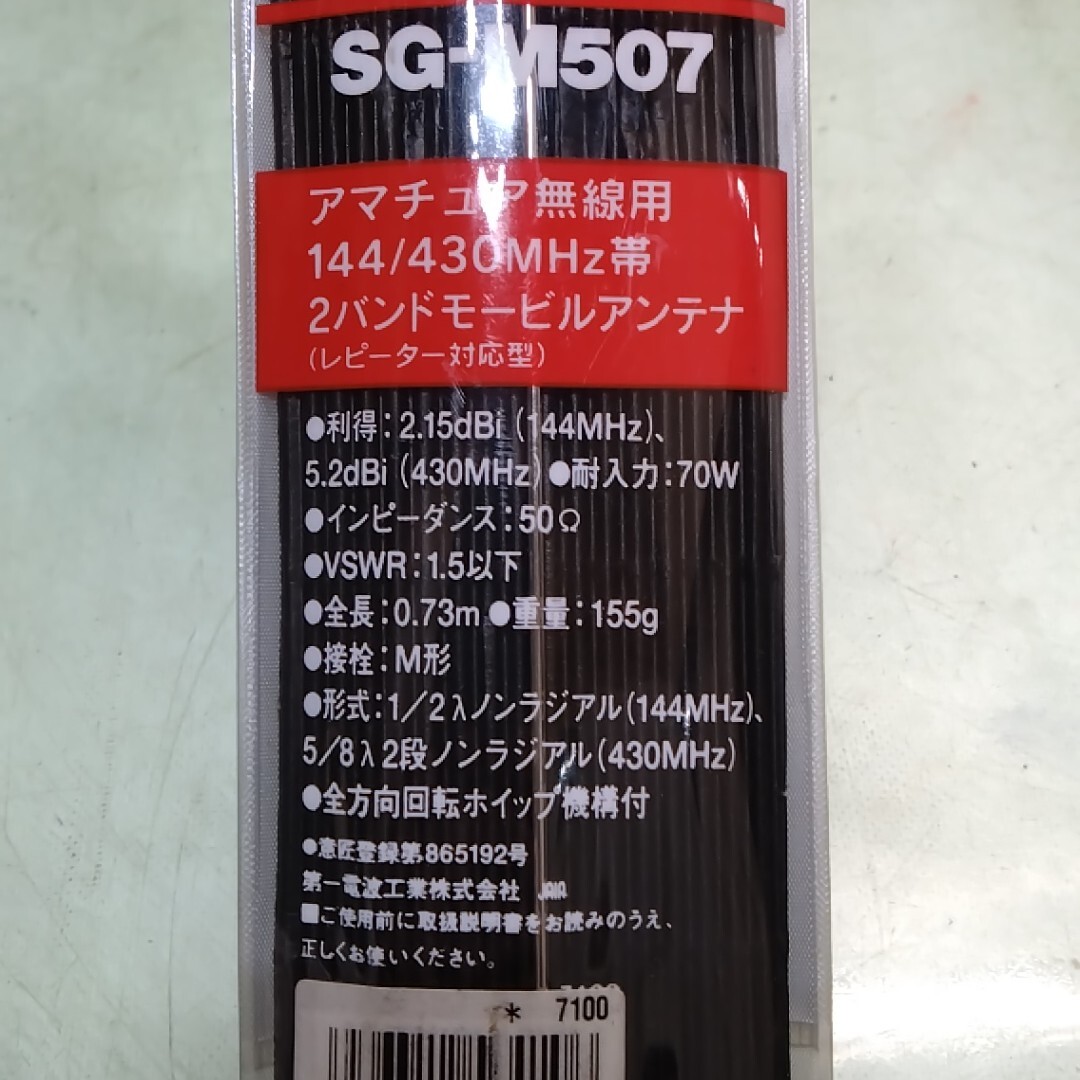 SG-M507
アマチュア無線用
144/430MHz帯
2バンドモービルアンテナ
(レピーター対応型)
●利得:2.15dBi (144MHz)、
5.2dBi (430MHz) ●耐入力:70W
●インピーダンス:50Ω
●VSWR:1.5以下
●全長:0.73m ●重量:155g
●接栓:M形
●形式:1/2λノンラジアル(144MHz)、
5/8λ2段ノンラジアル(430MHz)
●全方向回転ホイップ機構付
●意匠登録第865192号
第一電波工業株式会社 JAIA
■ご使用前に取扱説明書をお読みのうえ、
正しくお使いください。
* 7100